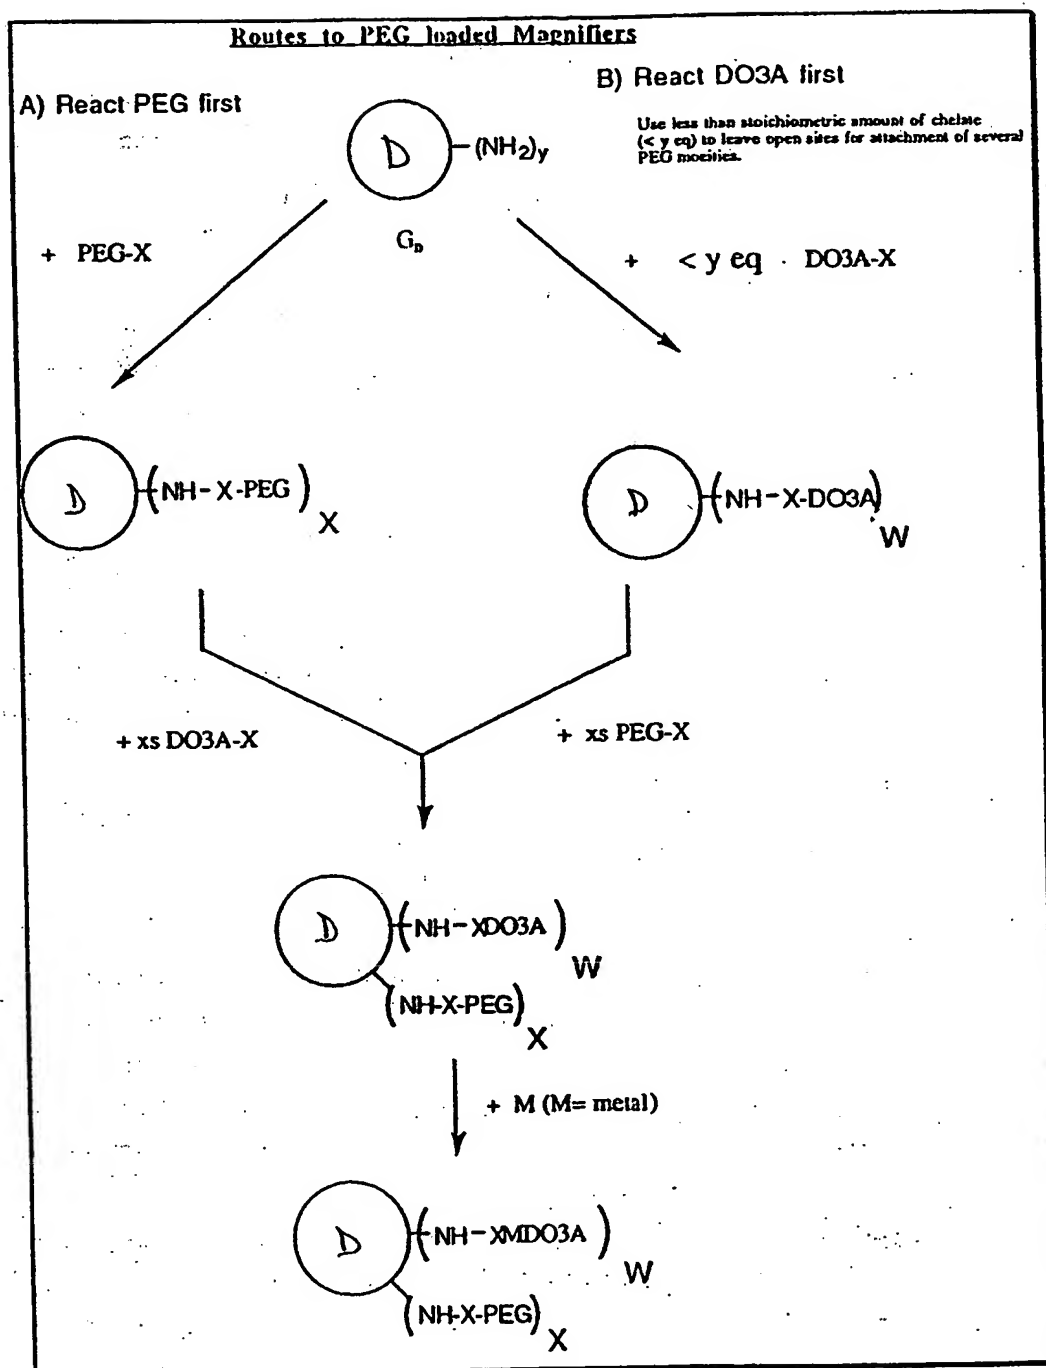 Routes to PEG loaded Magnifiers
A) React PEG first
B) React DO3A first
Use less than stoichiometric amount of chelate
(< y eq) to leave open sites for attachment of several
PEG moeities.
D -(NH₂)y
G_D
+ PEG-X
+ < y eq DO3A-X
D (NH-X-PEG)X
D (NH-X-DO3A)W
+ xs DO3A-X
+ xs PEG-X
D (NH-XDO3A)W
(NH-X-PEG)X
+ M (M= metal)
D (NH-XMDO3A)W
(NH-X-PEG)X